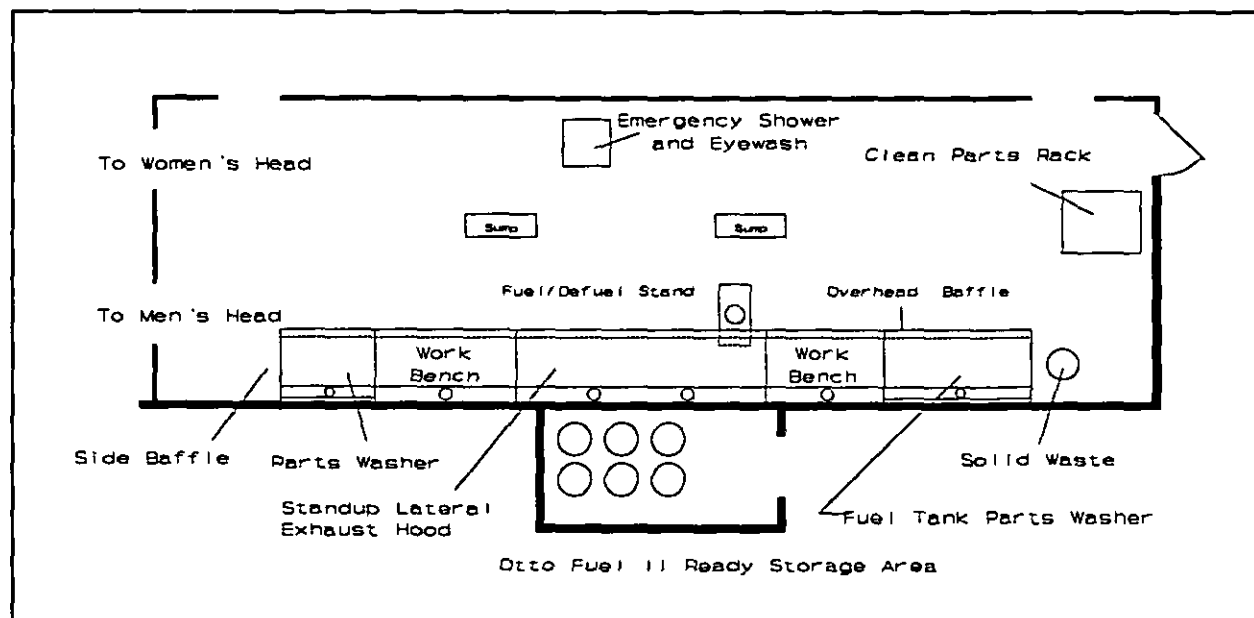 Emergency Shower
and Eyewash
To Women's Head
Clean Parts Rack
Sump
Sump
Fuel/Defuel Stand
Overhead Baffle
To Men's Head
Work
Bench
Work
Bench
Side Baffle
Parts Washer
Solid Waste
Standup Lateral
Exhaust Hood
Fuel Tank Parts Washer
Otto Fuel II Ready Storage Area